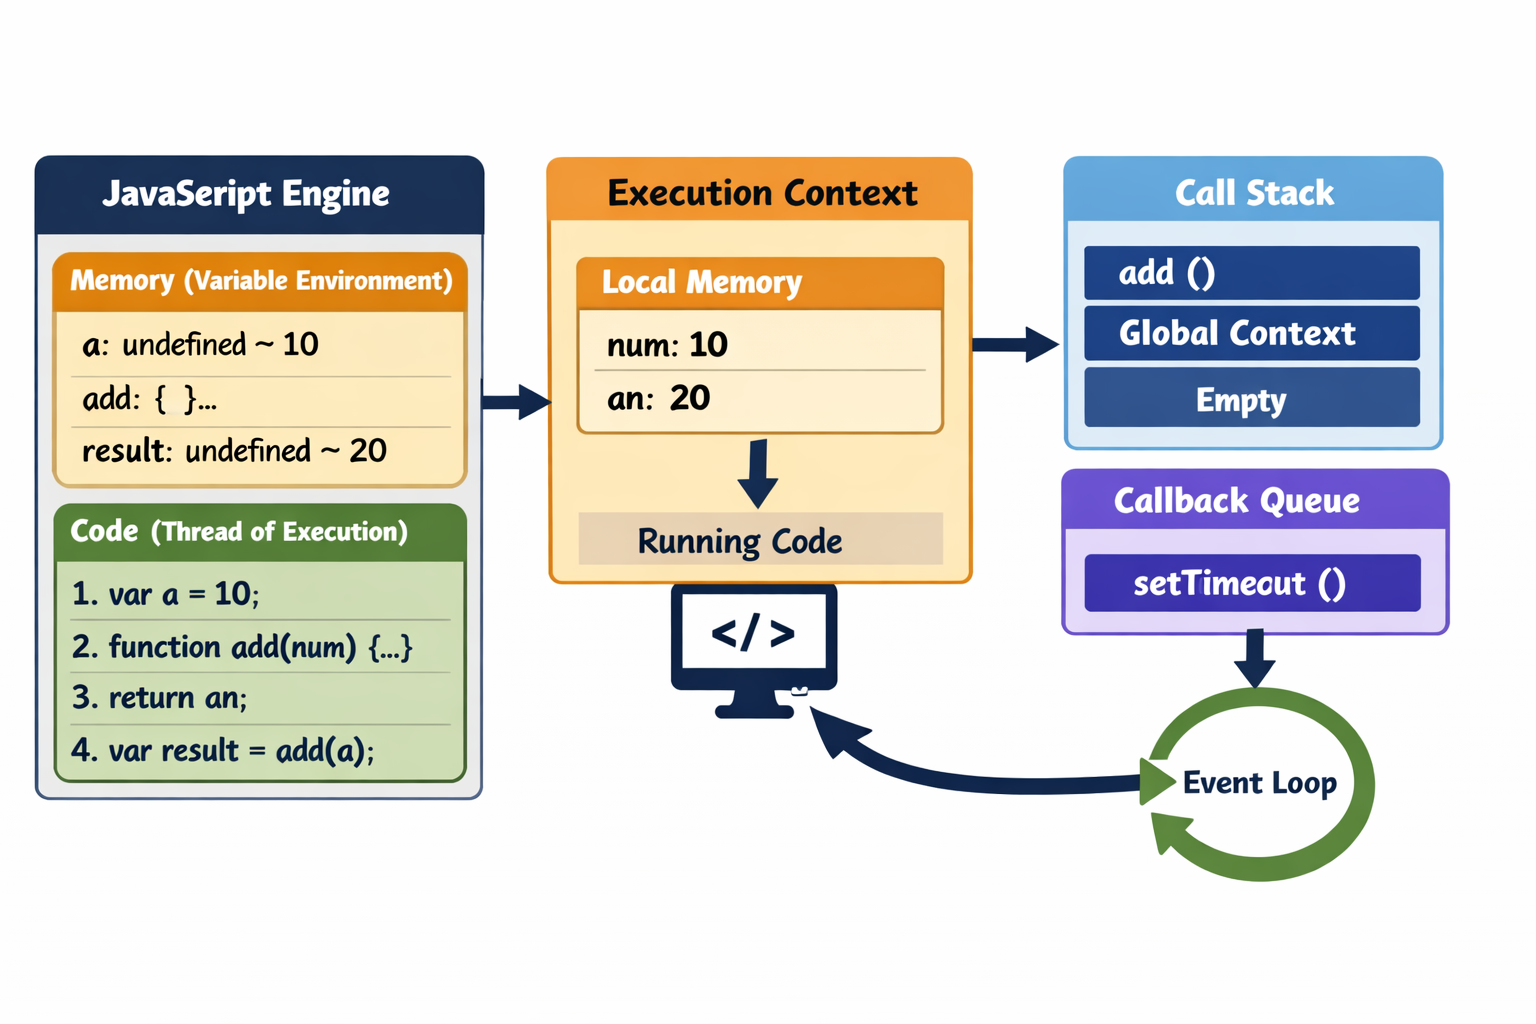 JavaScript Engine
Memory (Variable Environment)
a: undefined ~ 10
add: { }...
result: undefined ~ 20
Code (Thread of Execution)
1. var a = 10;
2. function add(num) {...}
3. return an;
4. var result = add(a);
Execution Context
Local Memory
num: 10
an: 20
Running Code
</>
Call Stack
add ()
Global Context
Empty
Callback Queue
setTimeout ()
Event Loop